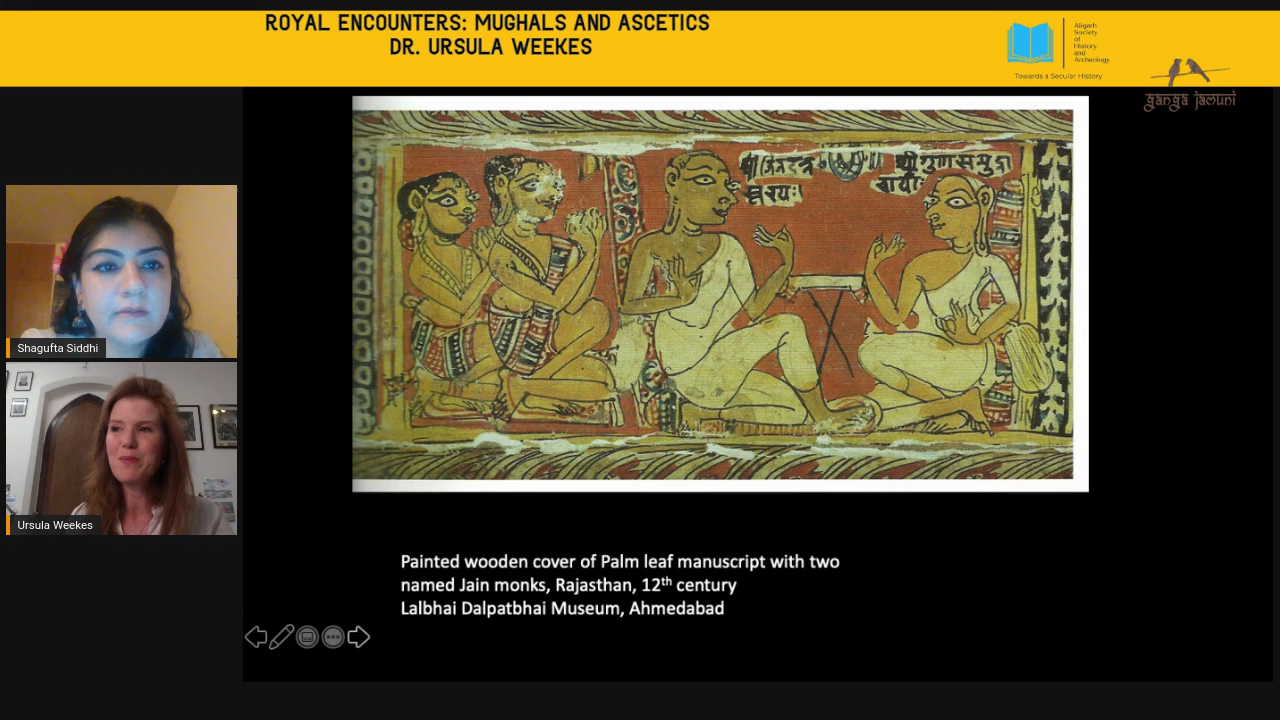 ROYAL ENCOUNTERS: MUGHALS AND ASCETICS
DR. URSULA WEEKES
Aligarh
Society
of
History
and
Archeology
Towards a Secular History
ganga jamuni
श्रीगुणसमुद्रा
चार्यः
Shagufta Siddhi
Ursula Weekes
Painted wooden cover of Palm leaf manuscript with two
named Jain monks, Rajasthan, 12th century
Lalbhai Dalpatbhai Museum, Ahmedabad